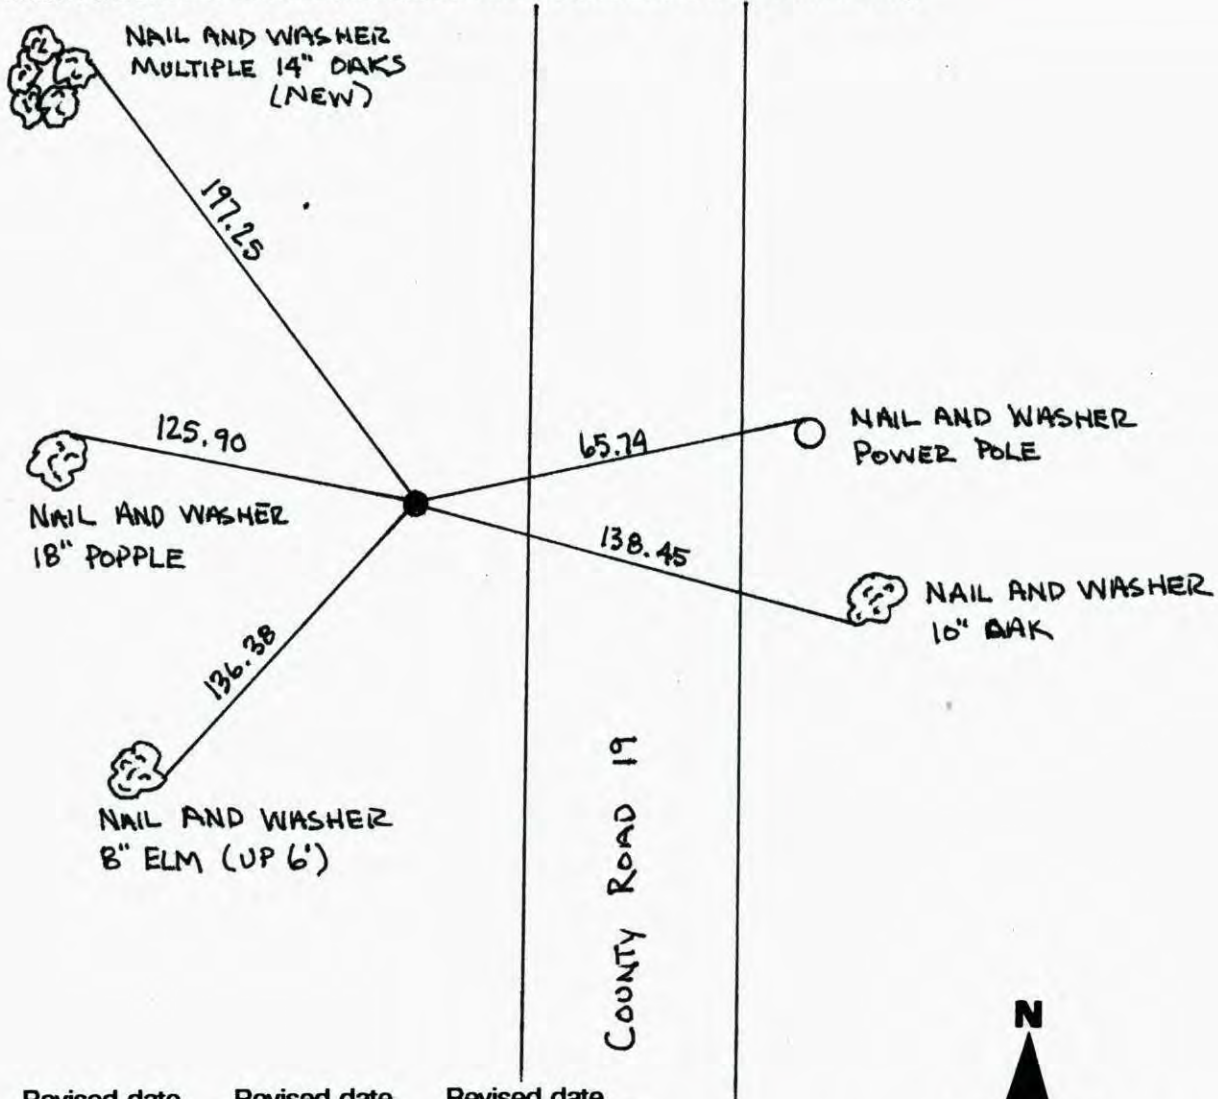 NAIL AND WASHER
MULTIPLE 14" OAKS
(NEW)
197.25
125.90
NAIL AND WASHER
18" POPPLE
65.74
NAIL AND WASHER
POWER POLE
138.45
NAIL AND WASHER
10" OAK
136.38
NAIL AND WASHER
8" ELM (UP 6')
COUNTY ROAD 19
N
Revised date Revised date Revised date